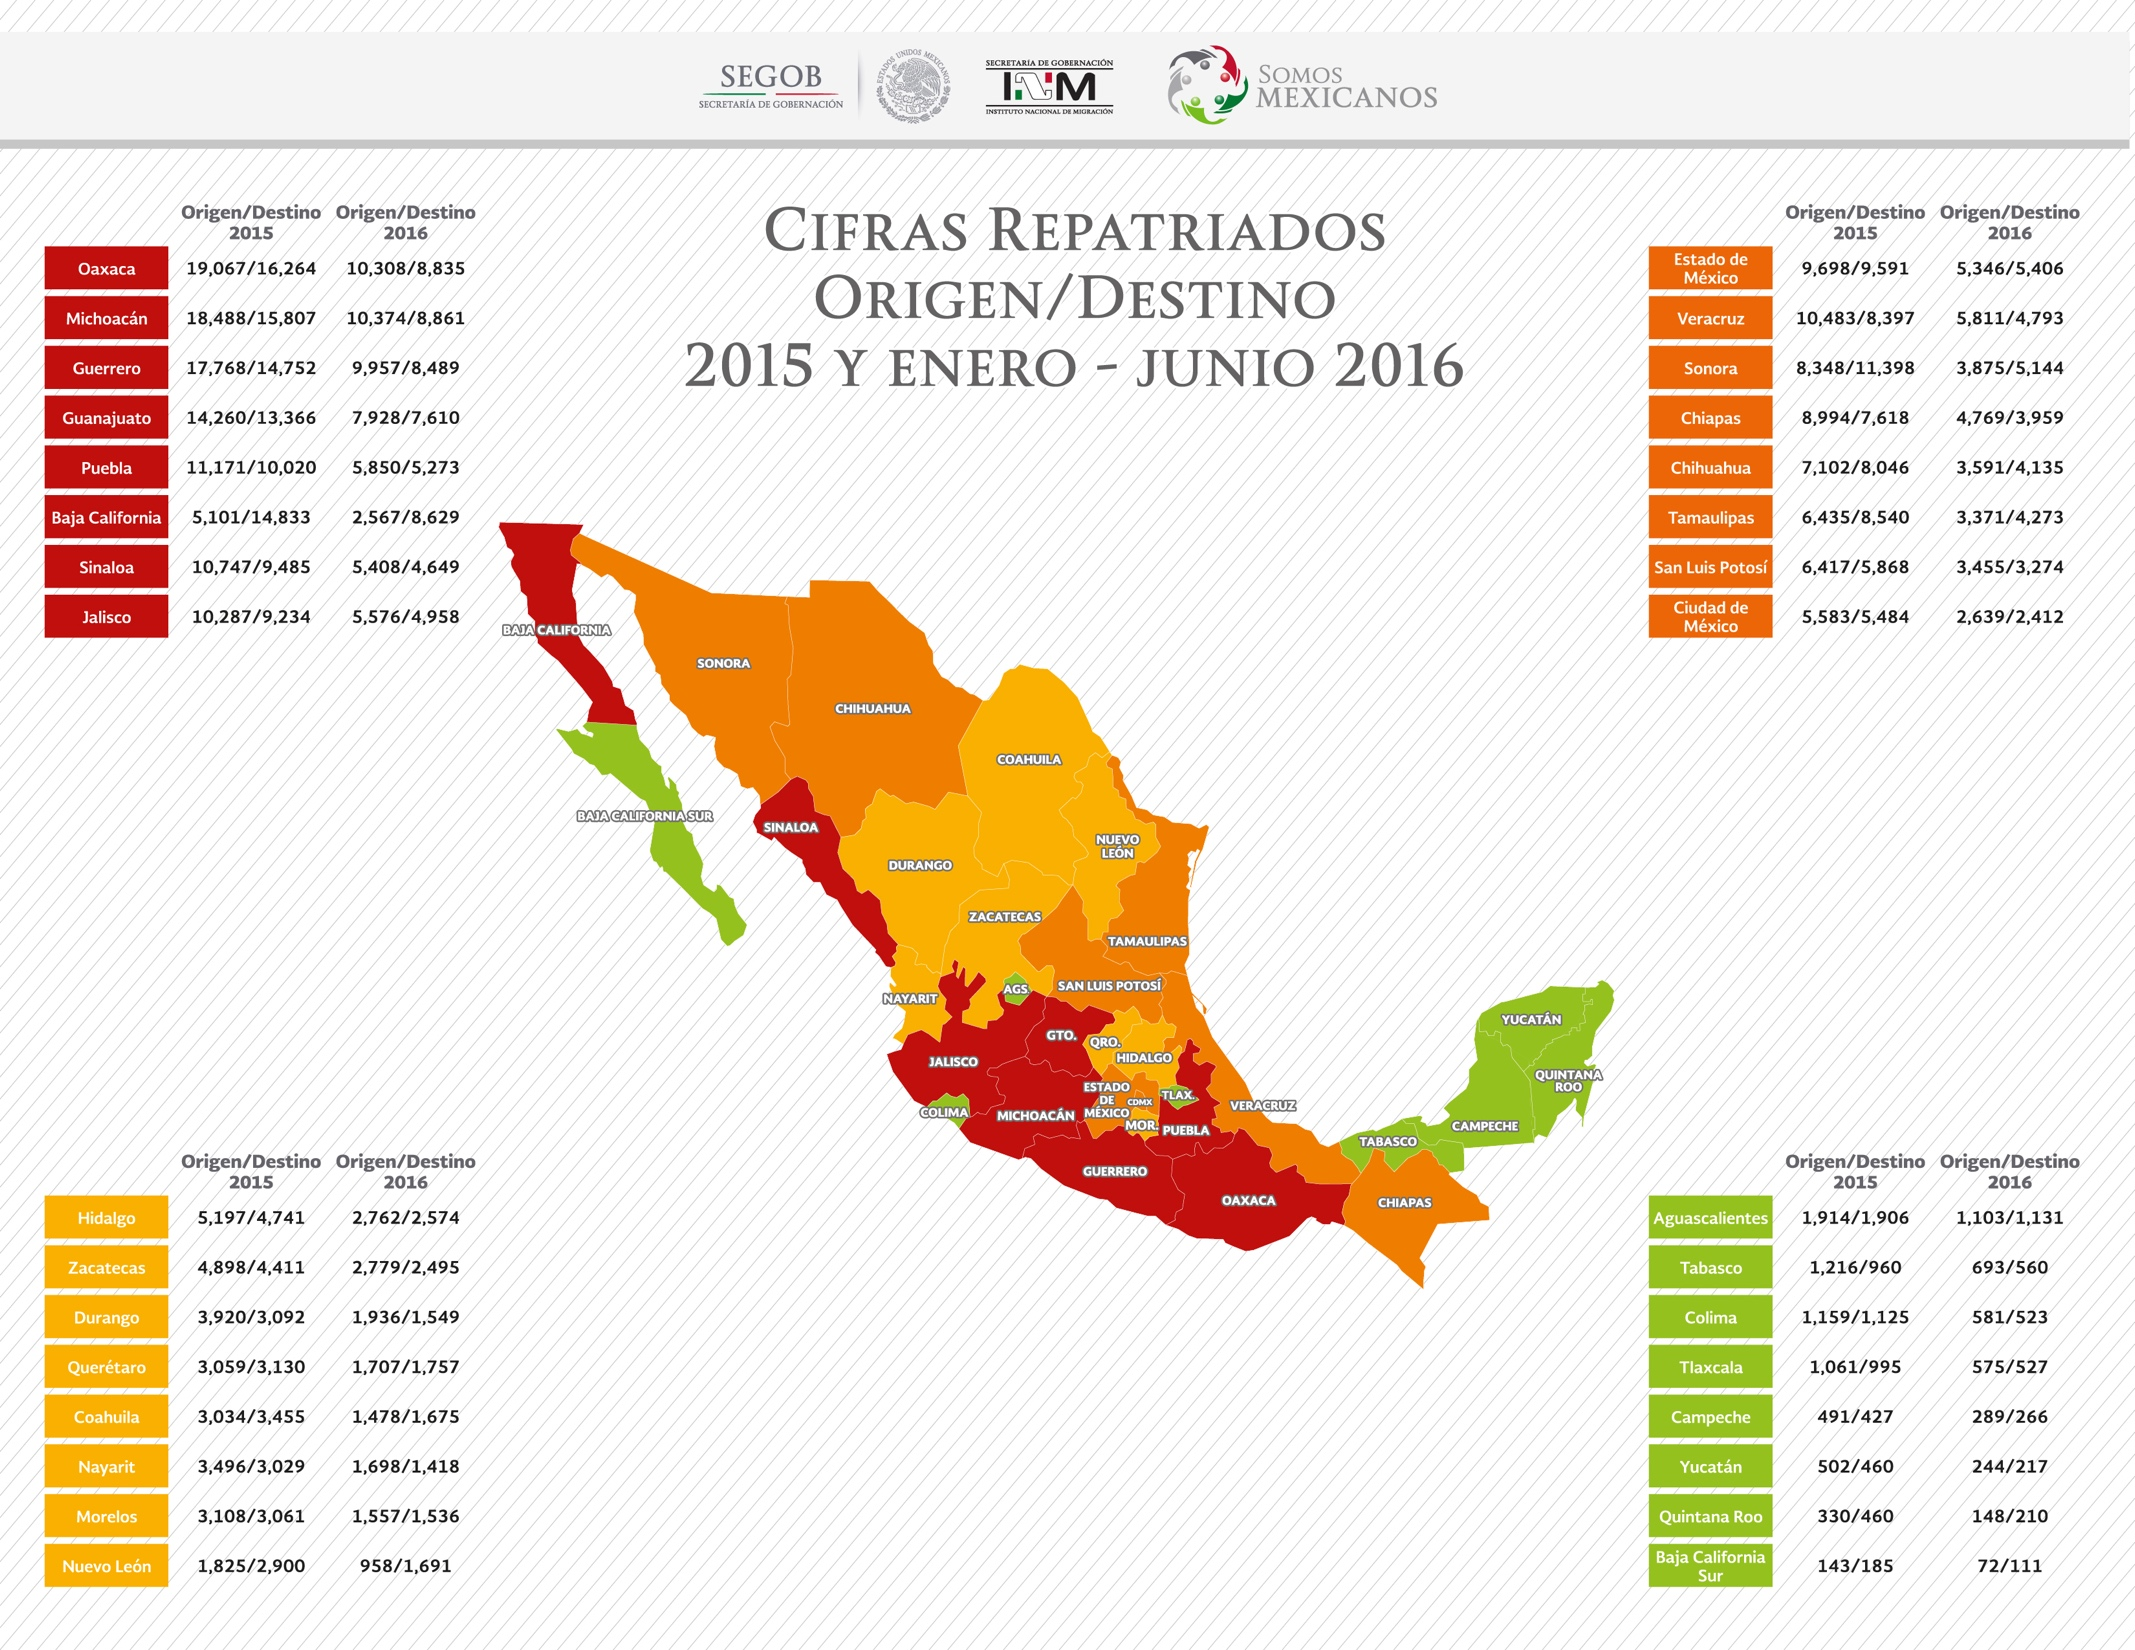 SEGOB
SECRETARÍA DE GOBERNACIÓN
ESTADOS UNIDOS MEXICANOS
SECRETARÍA DE GOBERNACIÓN
INM
INSTITUTO NACIONAL DE MIGRACIÓN
SOMOS
MEXICANOS
CIFRAS REPATRIADOS
ORIGEN/DESTINO
2015 Y ENERO - JUNIO 2016
Origen/Destino 2015 Origen/Destino 2016
Oaxaca 19,067/16,264 10,308/8,835
Michoacán 18,488/15,807 10,374/8,861
Guerrero 17,768/14,752 9,957/8,489
Guanajuato 14,260/13,366 7,928/7,610
Puebla 11,171/10,020 5,850/5,273
Baja California 5,101/14,833 2,567/8,629
Sinaloa 10,747/9,485 5,408/4,649
Jalisco 10,287/9,234 5,576/4,958
Origen/Destino 2015 Origen/Destino 2016
Estado de México 9,698/9,591 5,346/5,406
Veracruz 10,483/8,397 5,811/4,793
Sonora 8,348/11,398 3,875/5,144
Chiapas 8,994/7,618 4,769/3,959
Chihuahua 7,102/8,046 3,591/4,135
Tamaulipas 6,435/8,540 3,371/4,273
San Luis Potosí 6,417/5,868 3,455/3,274
Ciudad de México 5,583/5,484 2,639/2,412
BAJA CALIFORNIA
SONORA
CHIHUAHUA
COAHUILA
BAJA CALIFORNIA SUR
SINALOA
NUEVO
LEÓN
DURANGO
ZACATECAS
TAMAULIPAS
NAYARIT
AGS.
SAN LUIS POTOSÍ
GTO.
QRO.
HIDALGO
JALISCO
YUCATÁN
QUINTANA
ROO
ESTADO
DE
MÉXICO
CDMX
TLAX.
COLIMA
MICHOACÁN
MOR.
PUEBLA
VERACRUZ
CAMPECHE
TABASCO
GUERRERO
OAXACA
CHIAPAS
Origen/Destino 2015 Origen/Destino 2016
Hidalgo 5,197/4,741 2,762/2,574
Zacatecas 4,898/4,411 2,779/2,495
Durango 3,920/3,092 1,936/1,549
Querétaro 3,059/3,130 1,707/1,757
Coahuila 3,034/3,455 1,478/1,675
Nayarit 3,496/3,029 1,698/1,418
Morelos 3,108/3,061 1,557/1,536
Nuevo León 1,825/2,900 958/1,691
Origen/Destino 2015 Origen/Destino 2016
Aguascalientes 1,914/1,906 1,103/1,131
Tabasco 1,216/960 693/560
Colima 1,159/1,125 581/523
Tlaxcala 1,061/995 575/527
Campeche 491/427 289/266
Yucatán 502/460 244/217
Quintana Roo 330/460 148/210
Baja California Sur 143/185 72/111